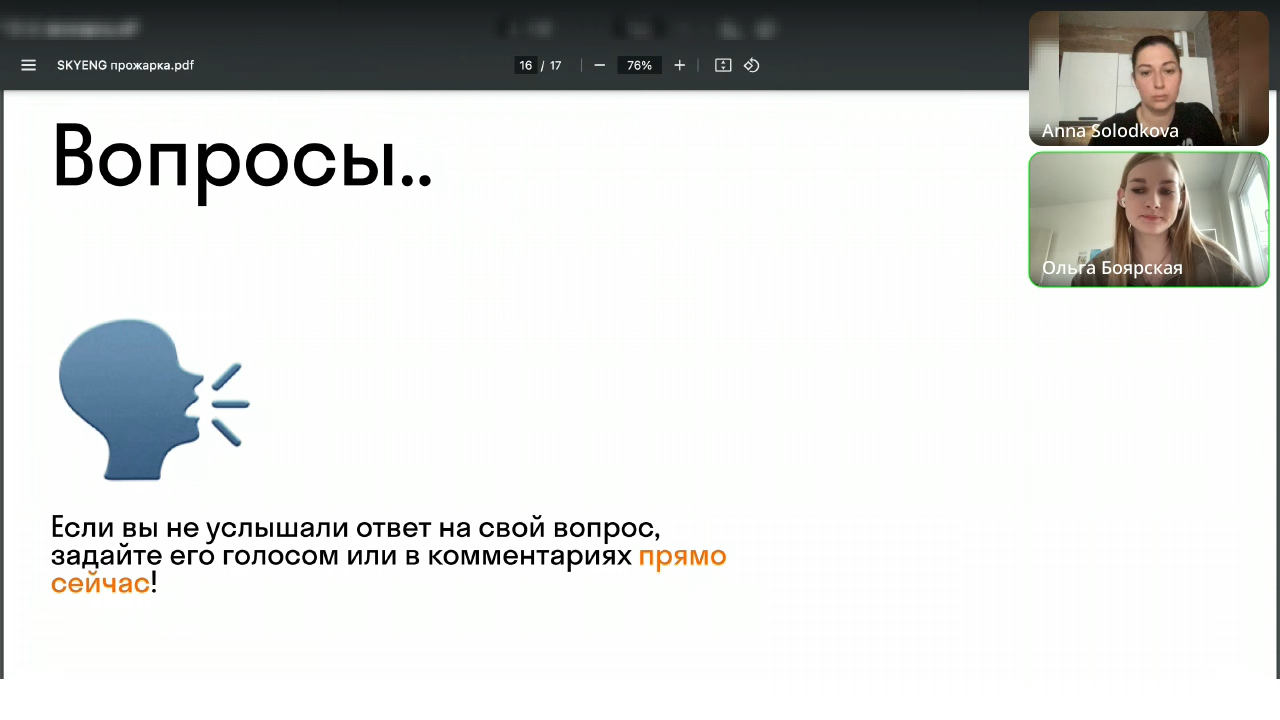 SKYENG прожарка.pdf
16 / 17
76%
Вопросы..
Если вы не услышали ответ на свой вопрос,
задайте его голосом или в комментариях прямо
сейчас!
Anna Solodkova
Ольга Боярская